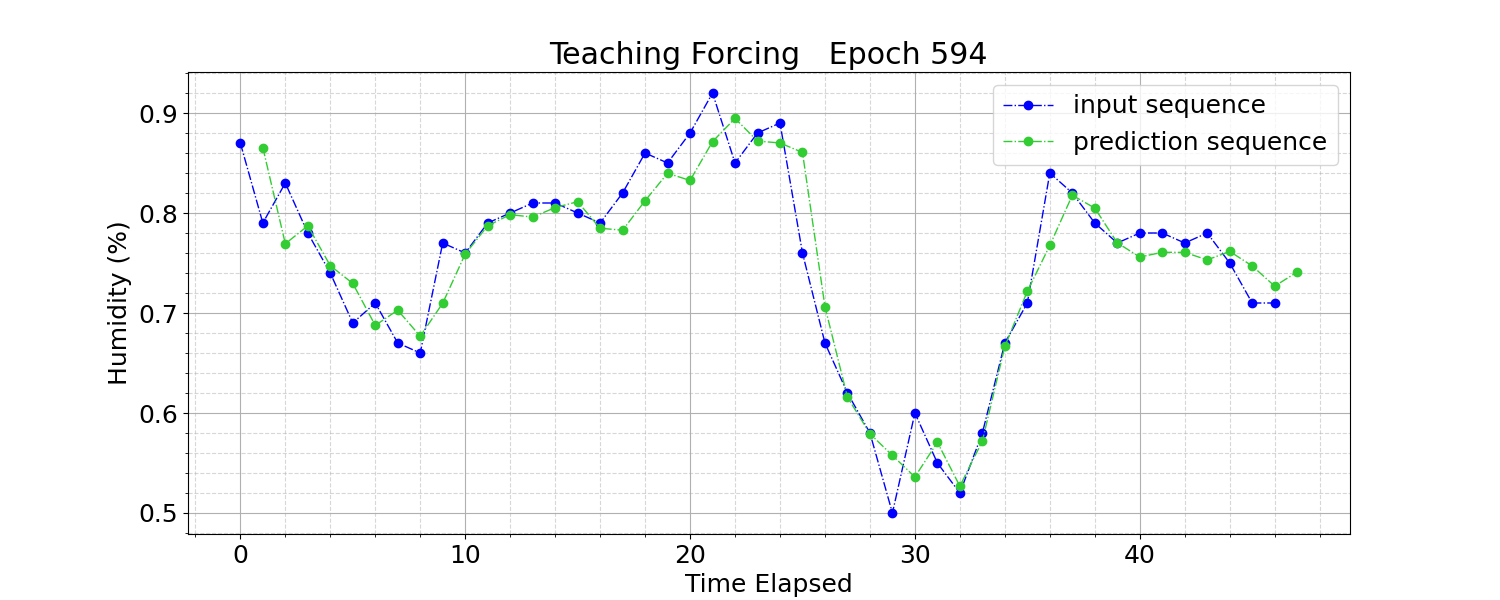 Teaching Forcing   Epoch 594
input sequence
prediction sequence
Humidity (%)
0.9
0.8
0.7
0.6
0.5
0 10 20 30 40
Time Elapsed